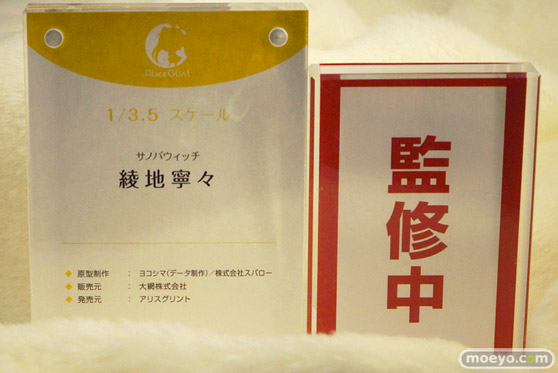 AliceGlint
1/3.5 スケール
サノバウィッチ
綾地寧々
◆ 原型制作 : ヨコシマ(データ制作)/株式会社スパロー
◆ 販売元 : 大網株式会社
◆ 発売元 : アリスグリント
監修中
moeyo.com